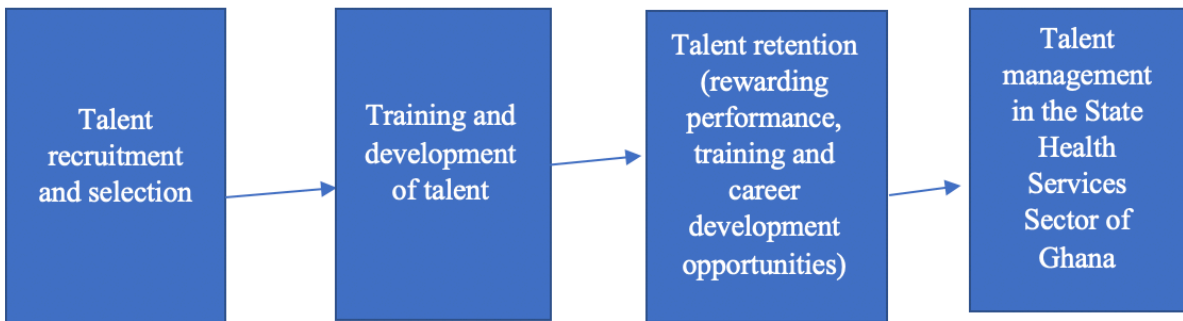 Talent
recruitment
and selection
Training and
development
of talent
Talent retention
(rewarding
performance,
training and
career
development
opportunities)
Talent
management
in the State
Health
Services
Sector of
Ghana